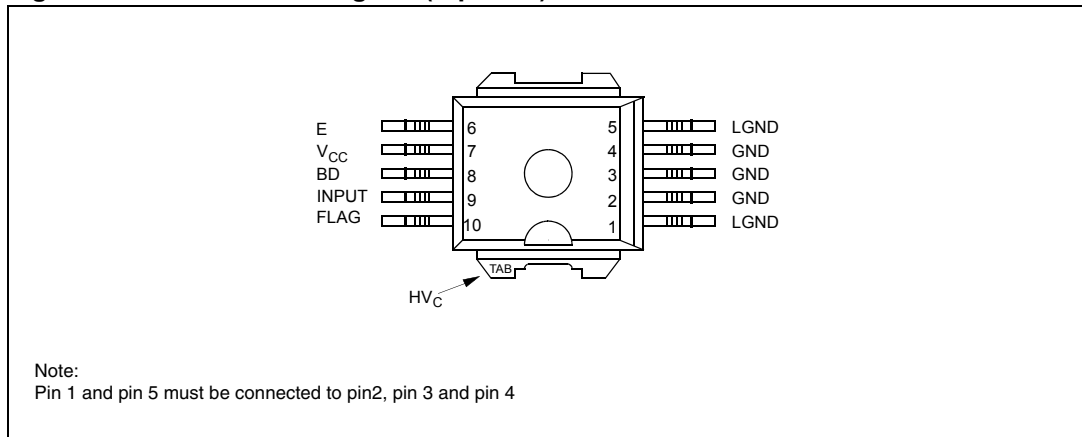 E 6 5 LGND
VCC 7 4 GND
BD 8 3 GND
INPUT 9 2 GND
FLAG 10 1 LGND
TAB
HVC
Note:
Pin 1 and pin 5 must be connected to pin2, pin 3 and pin 4